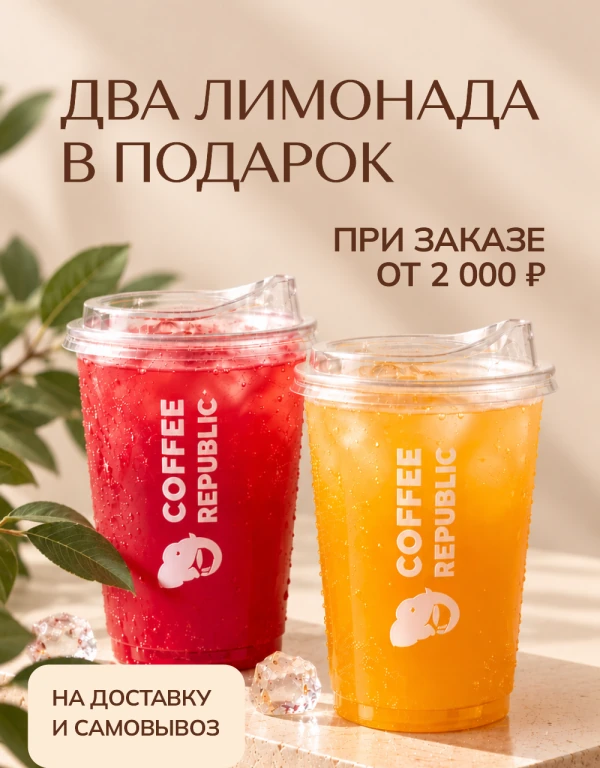 ДВА ЛИМОНАДА
В ПОДАРОК
ПРИ ЗАКАЗЕ
ОТ 2 000 ₽
COFFEE
REPUBLIC
COFFEE
REPUBLIC
НА ДОСТАВКУ
И САМОВЫВОЗ